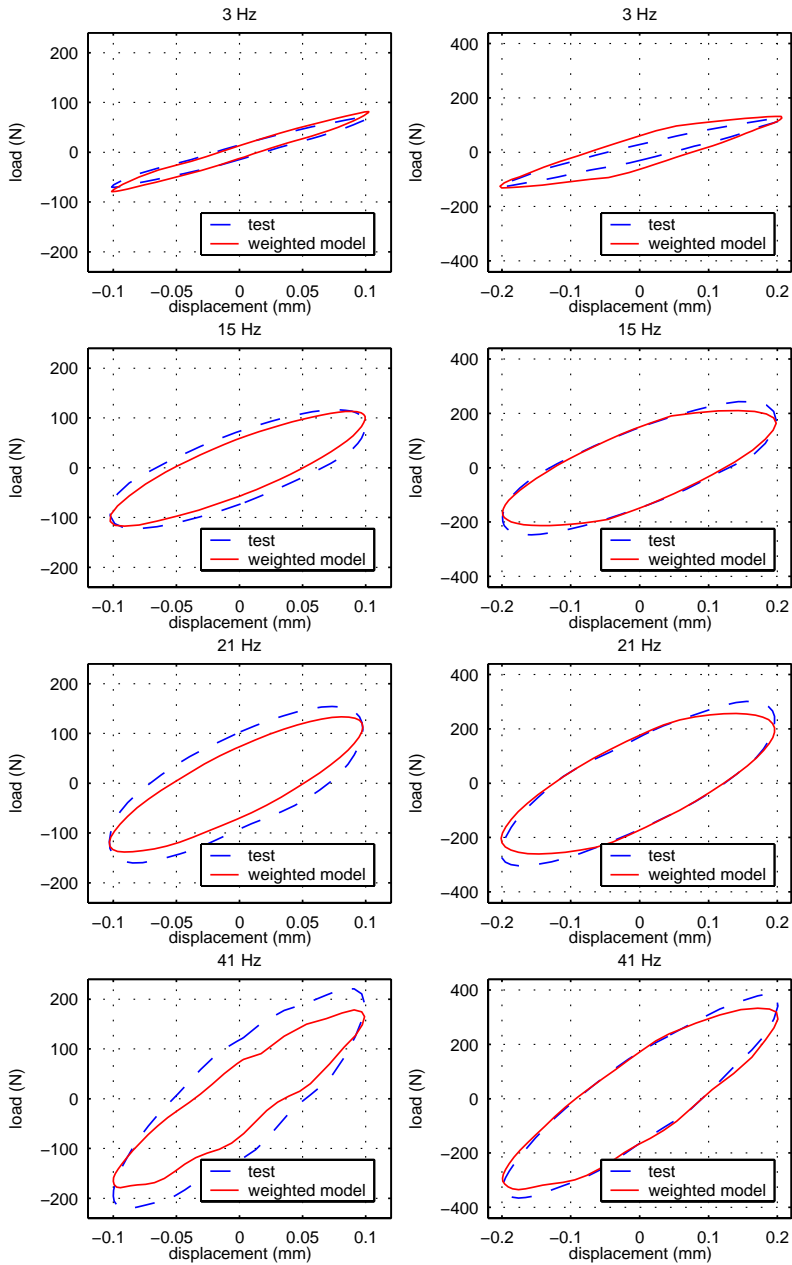 3 Hz
200
100
0
−100
−200
load (N)
test
weighted model
−0.1 −0.05 0 0.05 0.1
displacement (mm)
3 Hz
400
200
0
−200
−400
load (N)
test
weighted model
−0.2 −0.1 0 0.1 0.2
displacement (mm)
15 Hz
200
100
0
−100
−200
load (N)
test
weighted model
−0.1 −0.05 0 0.05 0.1
displacement (mm)
15 Hz
400
200
0
−200
−400
load (N)
test
weighted model
−0.2 −0.1 0 0.1 0.2
displacement (mm)
21 Hz
200
100
0
−100
−200
load (N)
test
weighted model
−0.1 −0.05 0 0.05 0.1
displacement (mm)
21 Hz
400
200
0
−200
−400
load (N)
test
weighted model
−0.2 −0.1 0 0.1 0.2
displacement (mm)
41 Hz
200
100
0
−100
−200
load (N)
test
weighted model
−0.1 −0.05 0 0.05 0.1
displacement (mm)
41 Hz
400
200
0
−200
−400
load (N)
test
weighted model
−0.2 −0.1 0 0.1 0.2
displacement (mm)